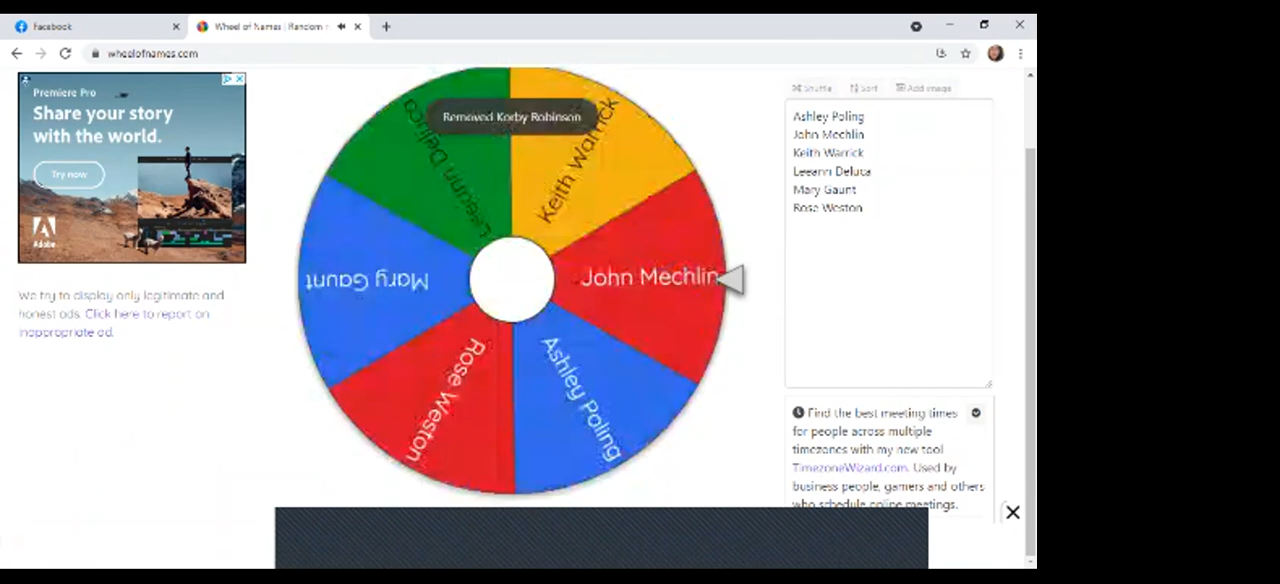 Facebook
Wheel of Names | Random
wheelofnames.com
Premiere Pro
Share your story
with the world.
Try now
Adobe
We try to display only legitimate and
honest ads. Click here to report an
inappropriate ad.
Removed Korby Robinson
Leeann Deluca
Keith Warrick
Mary Gaunt
John Mechlin
Rose Weston
Ashley Poling
Shuffle
Sort
Add image
Ashley Poling
John Mechlin
Keith Warrick
Leeann Deluca
Mary Gaunt
Rose Weston
Find the best meeting times
for people across multiple
timezones with my new tool
TimezoneWizard.com. Used by
business people, gamers and others
who schedule online meetings.